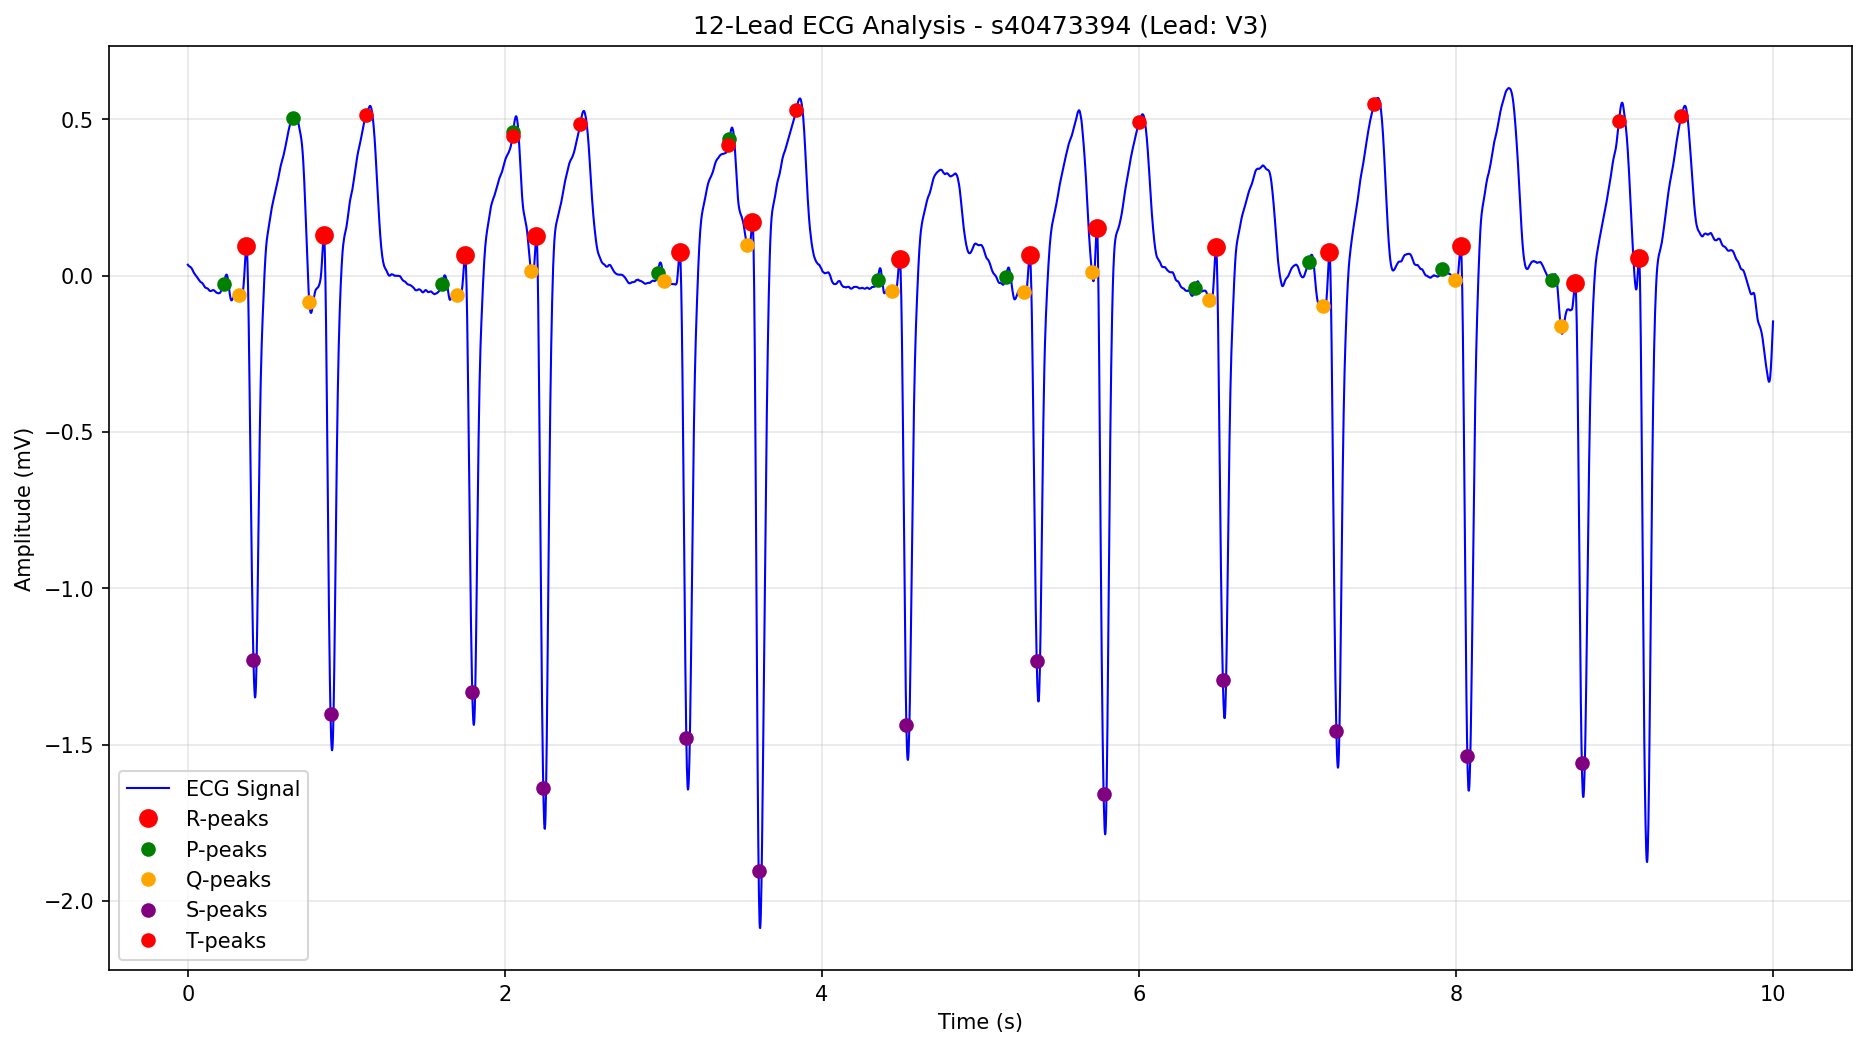 12-Lead ECG Analysis - s40473394 (Lead: V3)
Amplitude (mV)
0.5
0.0
−0.5
−1.0
−1.5
−2.0
ECG Signal
R-peaks
P-peaks
Q-peaks
S-peaks
T-peaks
0 2 4 6 8 10
Time (s)